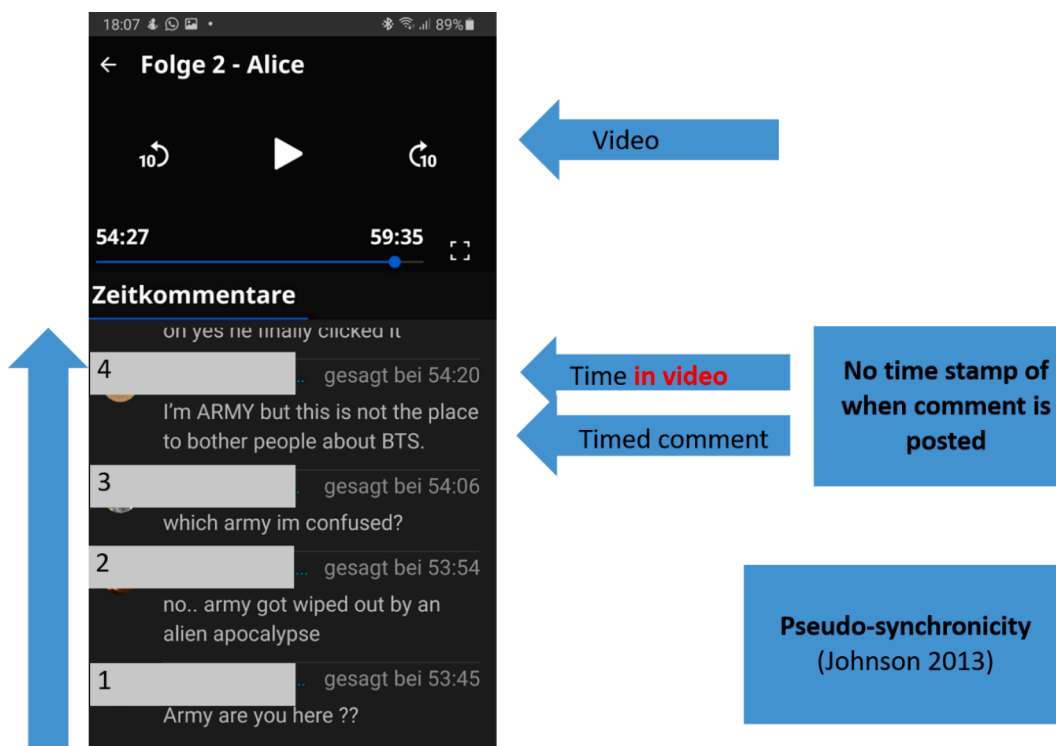 18:07 89%
Folge 2 - Alice
10 10
54:27 59:35
Zeitkommentare
oh yes he finally clicked it
4 .. gesagt bei 54:20
I'm ARMY but this is not the place
to bother people about BTS.
3 . gesagt bei 54:06
which army im confused?
2 ... gesagt bei 53:54
no.. army got wiped out by an
alien apocalypse
1 .. gesagt bei 53:45
Army are you here ??
Video
Time in video
Timed comment
No time stamp of
when comment is
posted
Pseudo-synchronicity
(Johnson 2013)